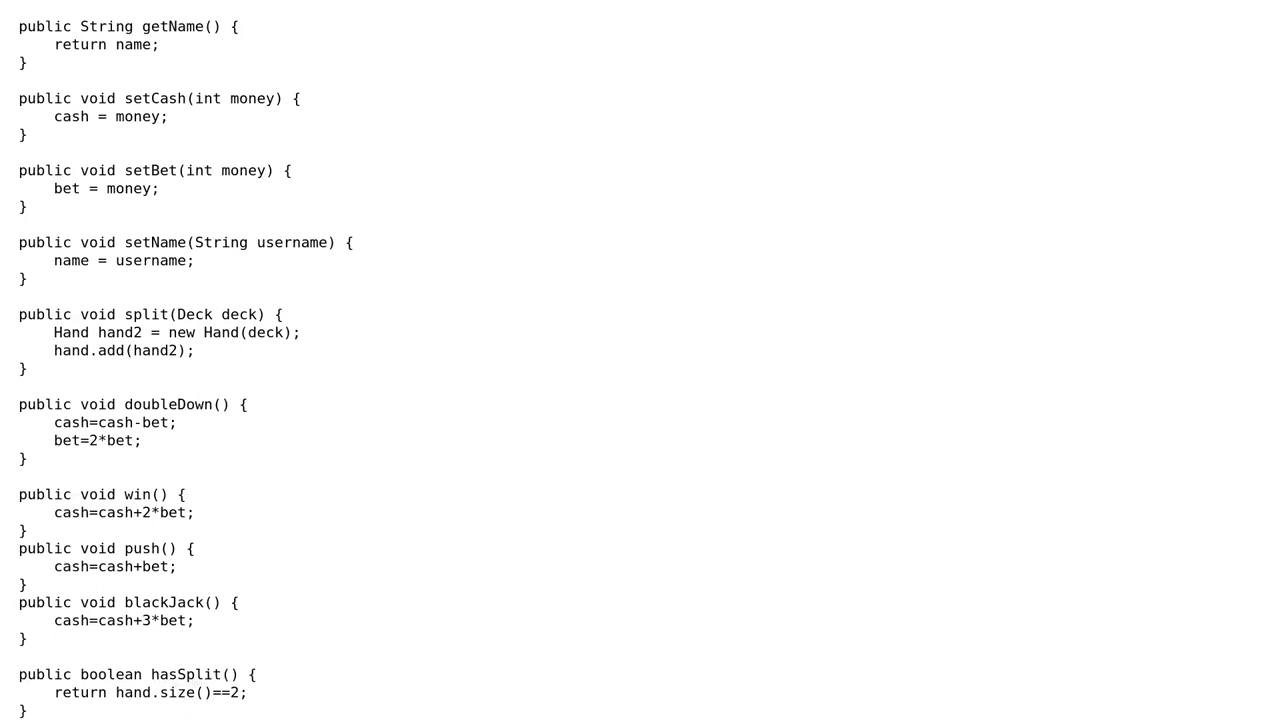 public String getName() {
    return name;
}

public void setCash(int money) {
    cash = money;
}

public void setBet(int money) {
    bet = money;
}

public void setName(String username) {
    name = username;
}

public void split(Deck deck) {
    Hand hand2 = new Hand(deck);
    hand.add(hand2);
}

public void doubleDown() {
    cash=cash-bet;
    bet=2*bet;
}

public void win() {
    cash=cash+2*bet;
}
public void push() {
    cash=cash+bet;
}
public void blackJack() {
    cash=cash+3*bet;
}

public boolean hasSplit() {
    return hand.size()==2;
}